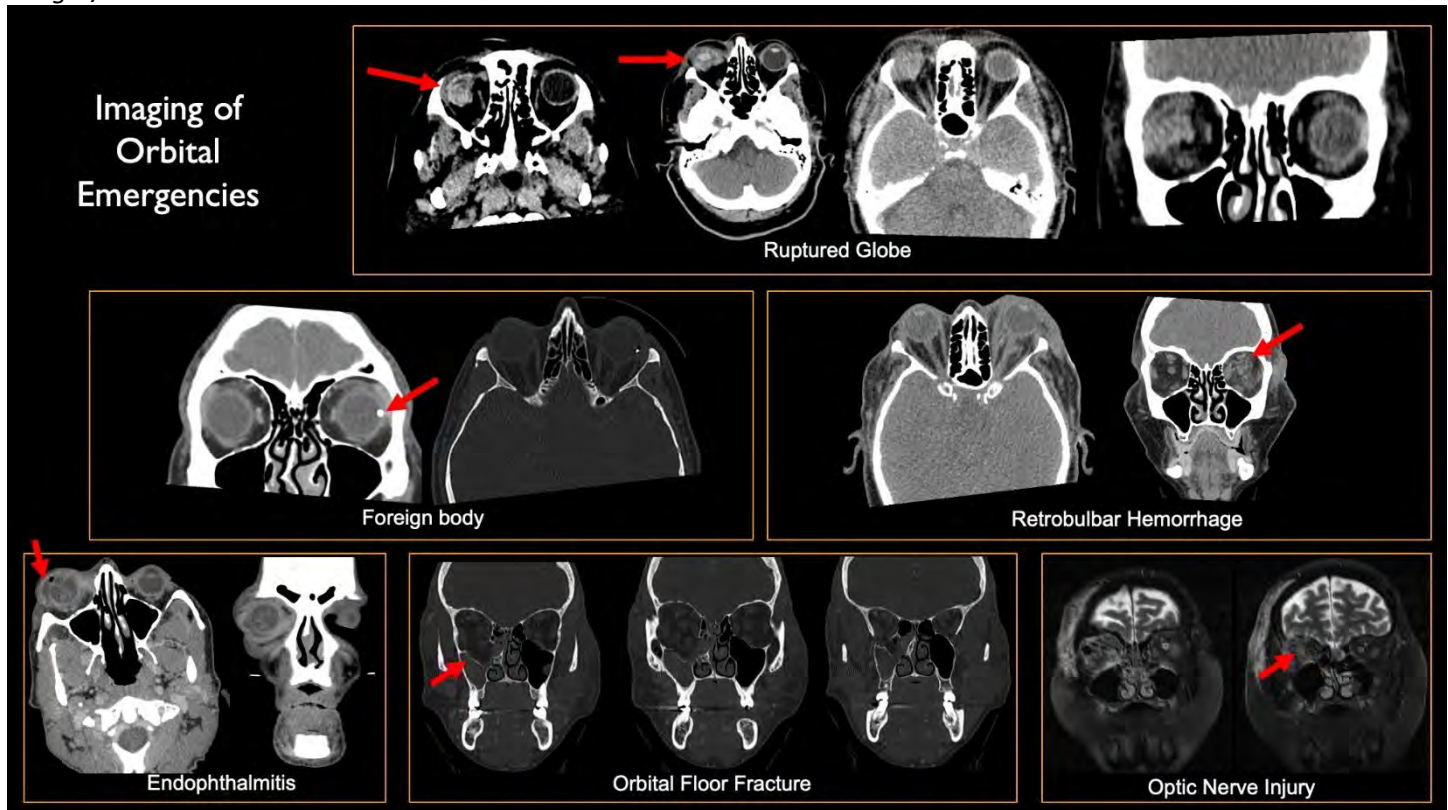 Imaging of
Orbital
Emergencies
Ruptured Globe
Foreign body
Retrobulbar Hemorrhage
Endophthalmitis
Orbital Floor Fracture
Optic Nerve Injury